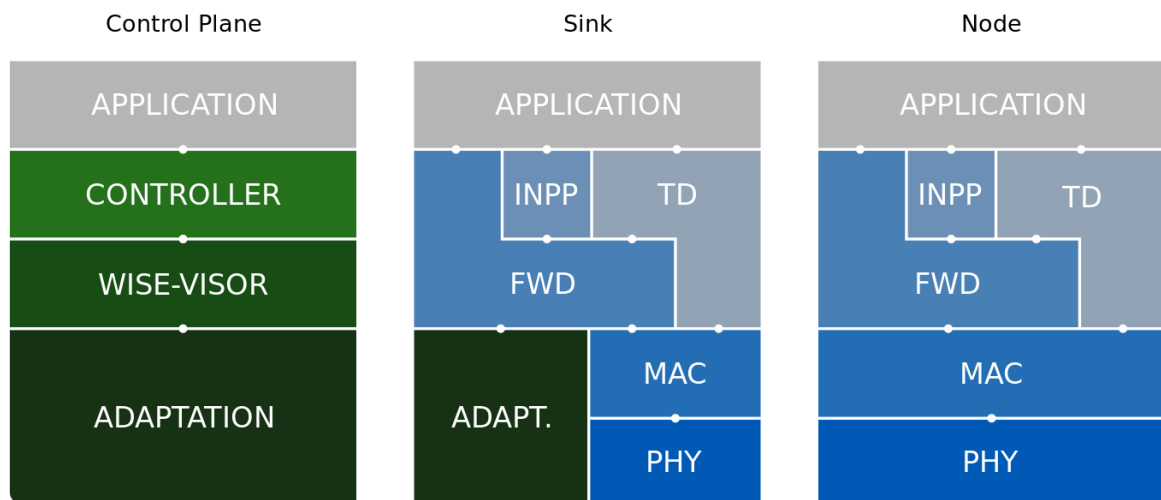 Control Plane
Sink
Node
APPLICATION
APPLICATION
APPLICATION
CONTROLLER
INPP
TD
INPP
TD
WISE-VISOR
FWD
FWD
ADAPTATION
ADAPT.
MAC
PHY
MAC
PHY